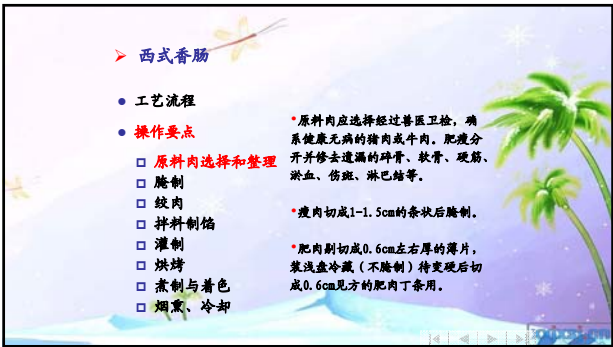 西式香肠
工艺流程
操作要点
原料肉选择和整理
腌制
绞肉
拌料制馅
灌制
烘烤
煮制与着色
烟熏、冷却
*原料肉应选择经过兽医卫检，确
系健康无病的猪肉或牛肉。肥瘦分
开并修去遗漏的碎骨、软骨、硬筋、
淤血、伤斑、淋巴结等。
*瘦肉切成1-1.5cm的条状后腌制。
*肥肉则切成0.6cm左右厚的薄片，
装浅盘冷藏（不腌制）待变硬后切
成0.6cm见方的肥肉丁条用。